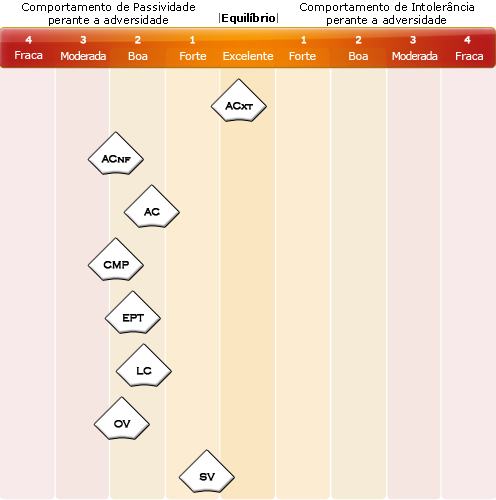 Comportamento de Passividade
perante a adversidade
|Equilíbrio|
Comportamento de Intolerância
perante a adversidade
4 3 2 1 1 2 3 4
Fraca Moderada Boa Forte Excelente Forte Boa Moderada Fraca
ACXT
ACNF
AC
CMP
EPT
LC
OV
SV